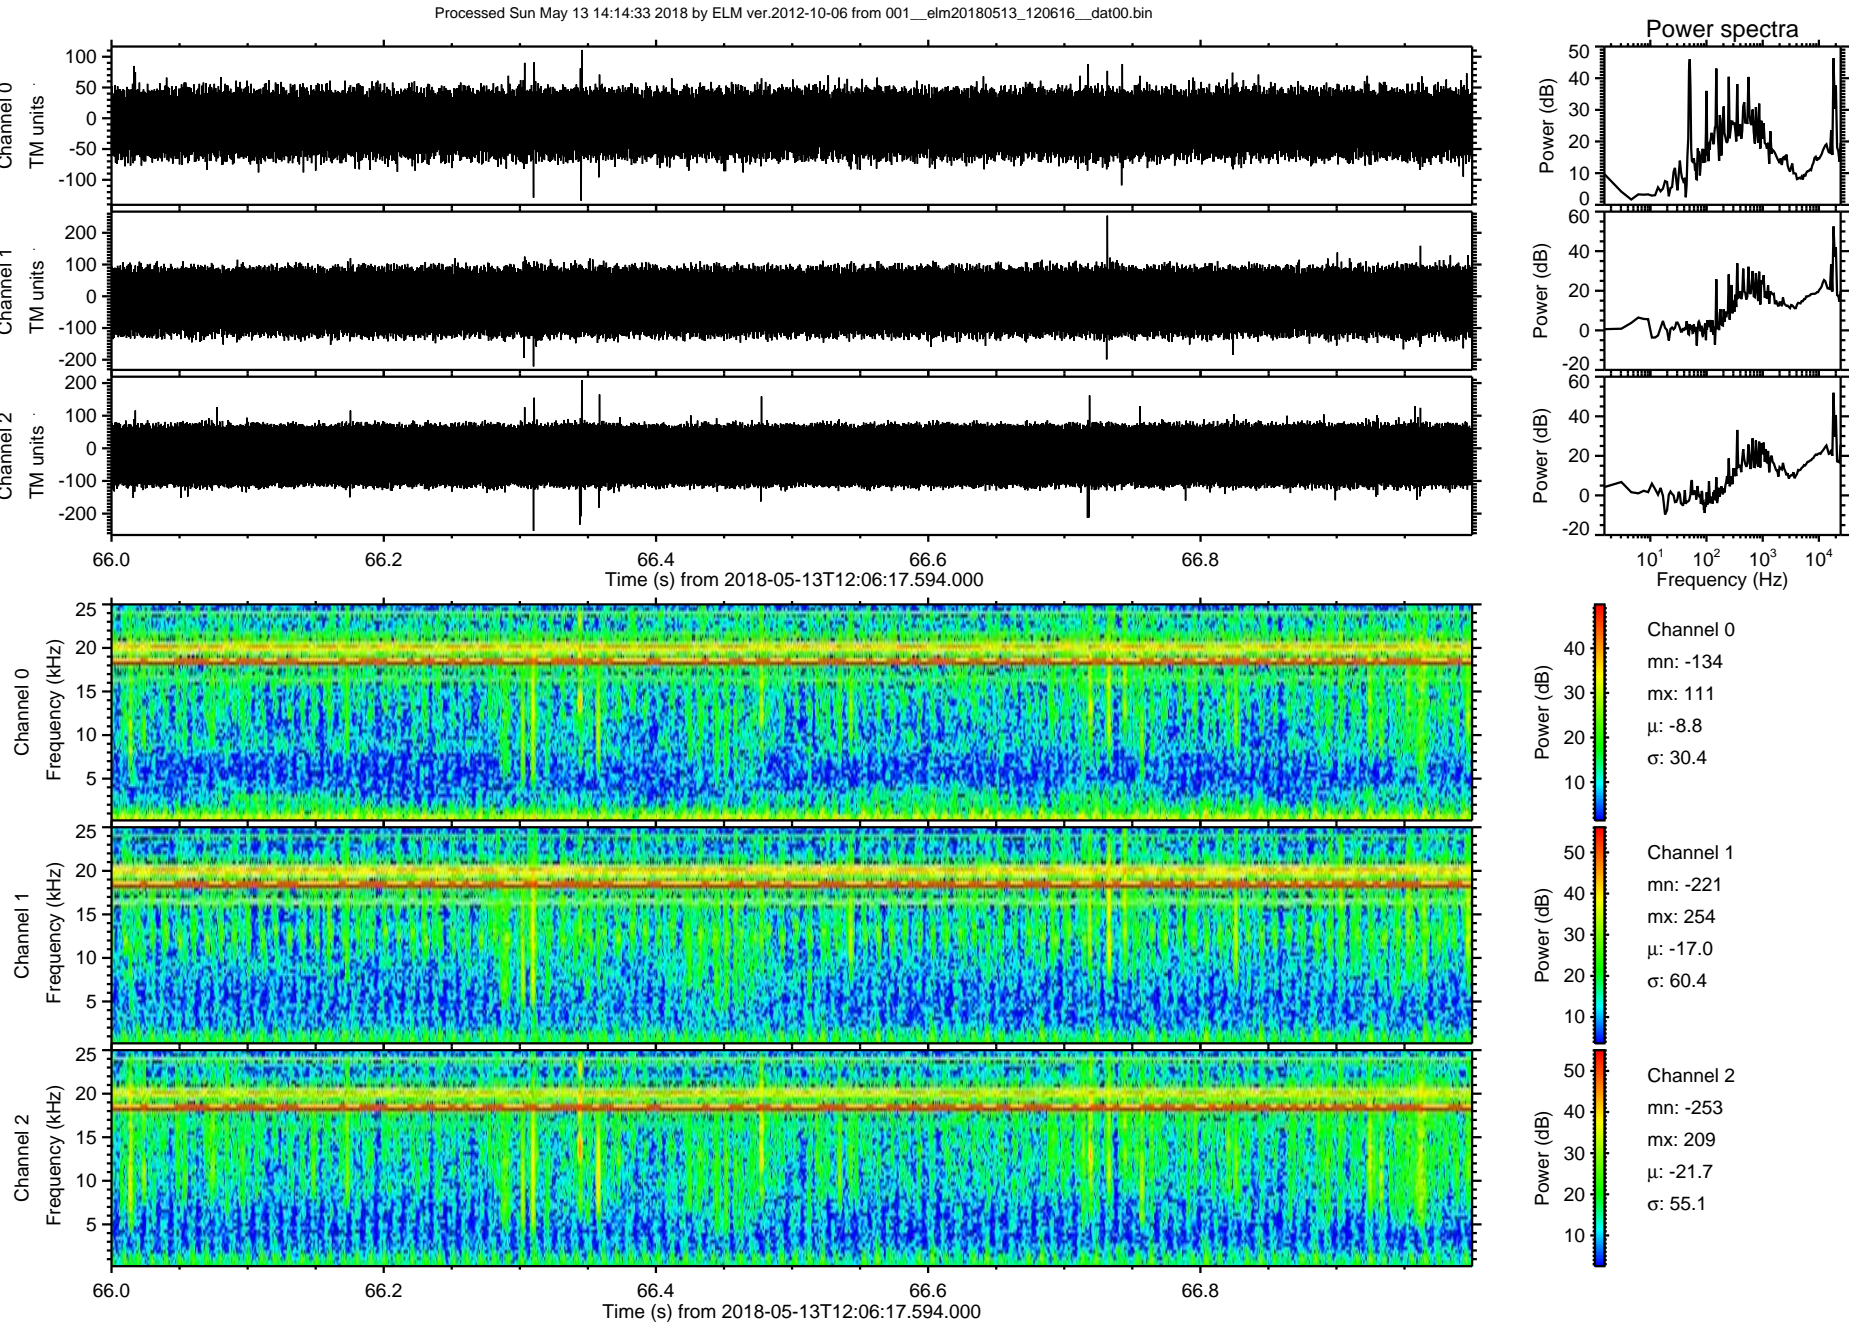 Processed Sun May 13 14:14:33 2018 by ELM ver.2012-10-06 from 001__elm20180513_120616__dat00.bin
Power spectra
Channel 0
TM units
100
50
0
-50
-100
Power (dB)
50
40
30
20
10
0
Channel 1
TM units
200
100
0
-100
-200
Power (dB)
60
40
20
0
-20
Channel 2
TM units
200
100
0
-100
-200
Power (dB)
60
40
20
0
-20
66.0 66.2 66.4 66.6 66.8
Time (s) from 2018-05-13T12:06:17.594.000
10^1 10^2 10^3 10^4
Frequency (Hz)
Channel 0
Frequency (kHz)
25
20
15
10
5
Power (dB)
40
30
20
10
Channel 0
mn: -134
mx: 111
μ: -8.8
σ: 30.4
Channel 1
Frequency (kHz)
25
20
15
10
5
Power (dB)
50
40
30
20
10
Channel 1
mn: -221
mx: 254
μ: -17.0
σ: 60.4
Channel 2
Frequency (kHz)
25
20
15
10
5
Power (dB)
50
40
30
20
10
Channel 2
mn: -253
mx: 209
μ: -21.7
σ: 55.1
66.0 66.2 66.4 66.6 66.8
Time (s) from 2018-05-13T12:06:17.594.000